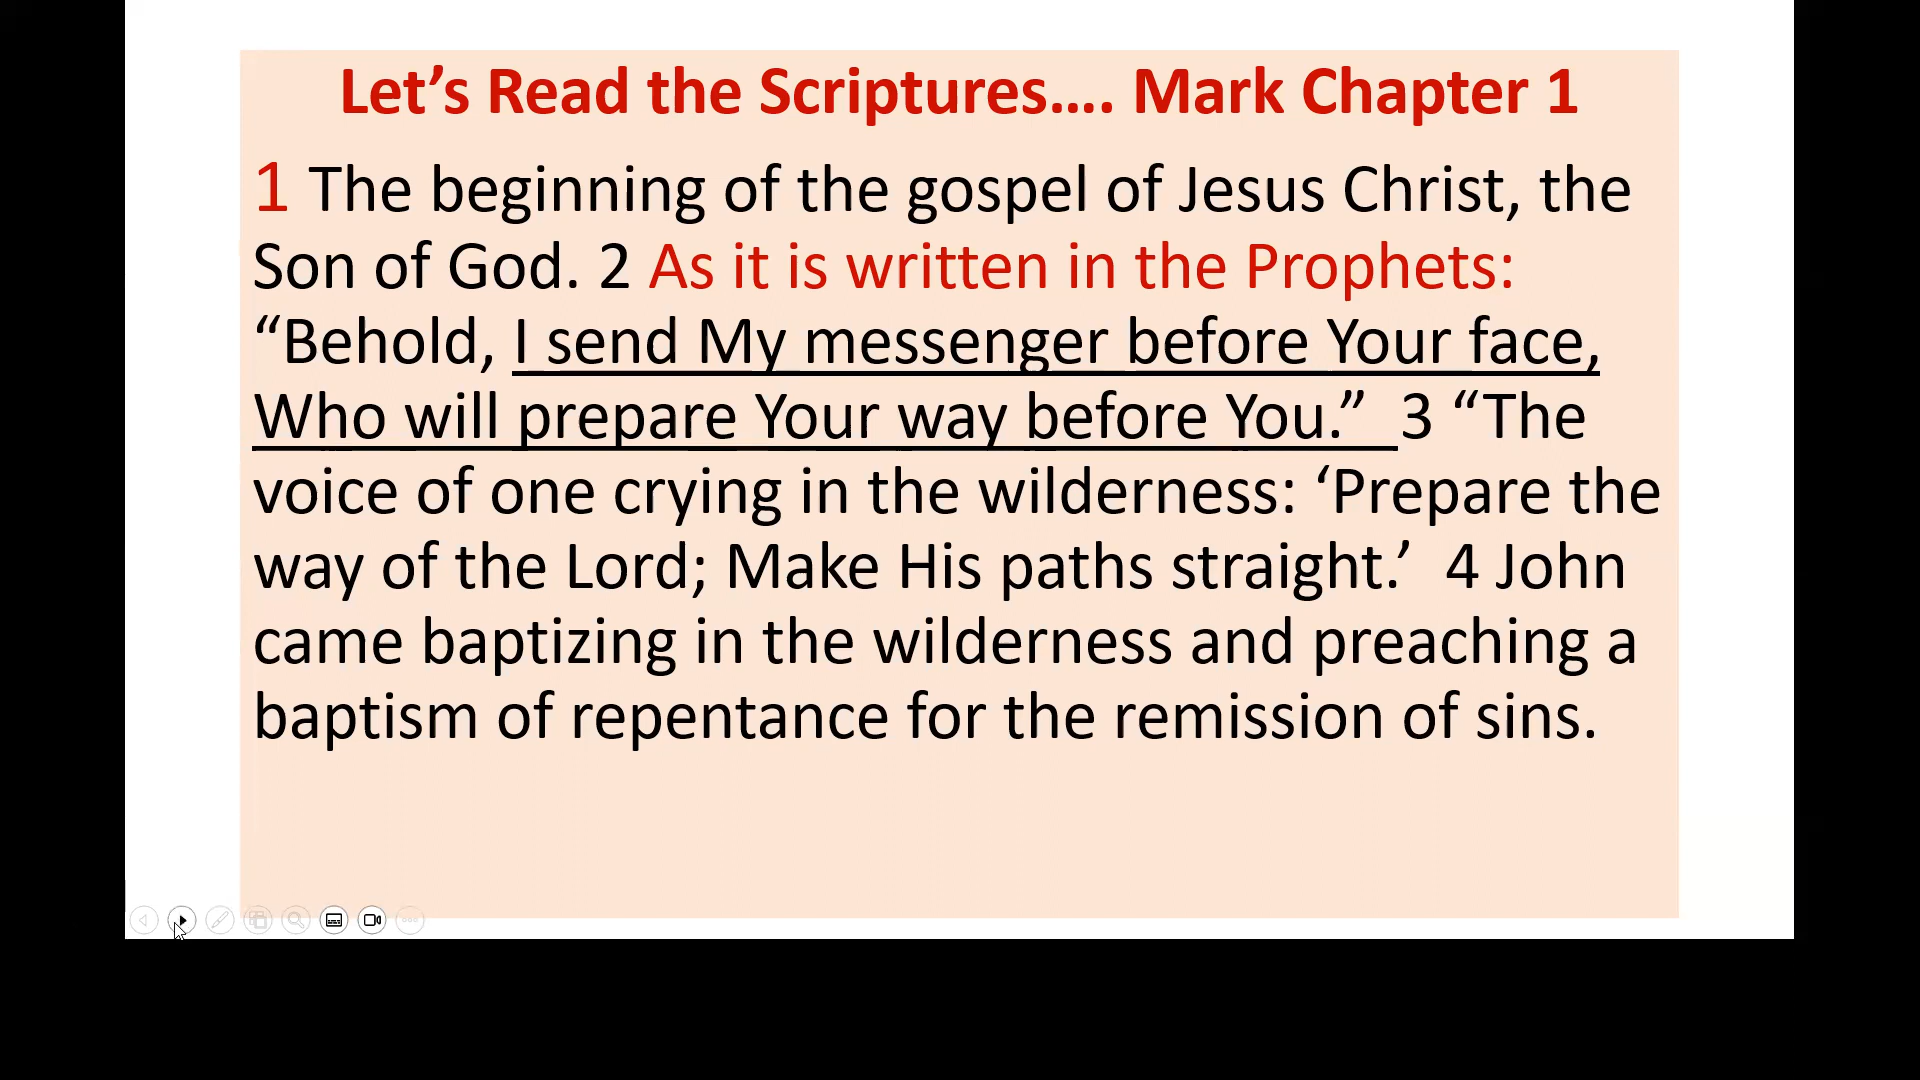 Let’s Read the Scriptures…. Mark Chapter 1
1 The beginning of the gospel of Jesus Christ, the
Son of God. 2 As it is written in the Prophets:
“Behold, I send My messenger before Your face,
Who will prepare Your way before You.” 3 “The
voice of one crying in the wilderness: ‘Prepare the
way of the Lord; Make His paths straight.’ 4 John
came baptizing in the wilderness and preaching a
baptism of repentance for the remission of sins.